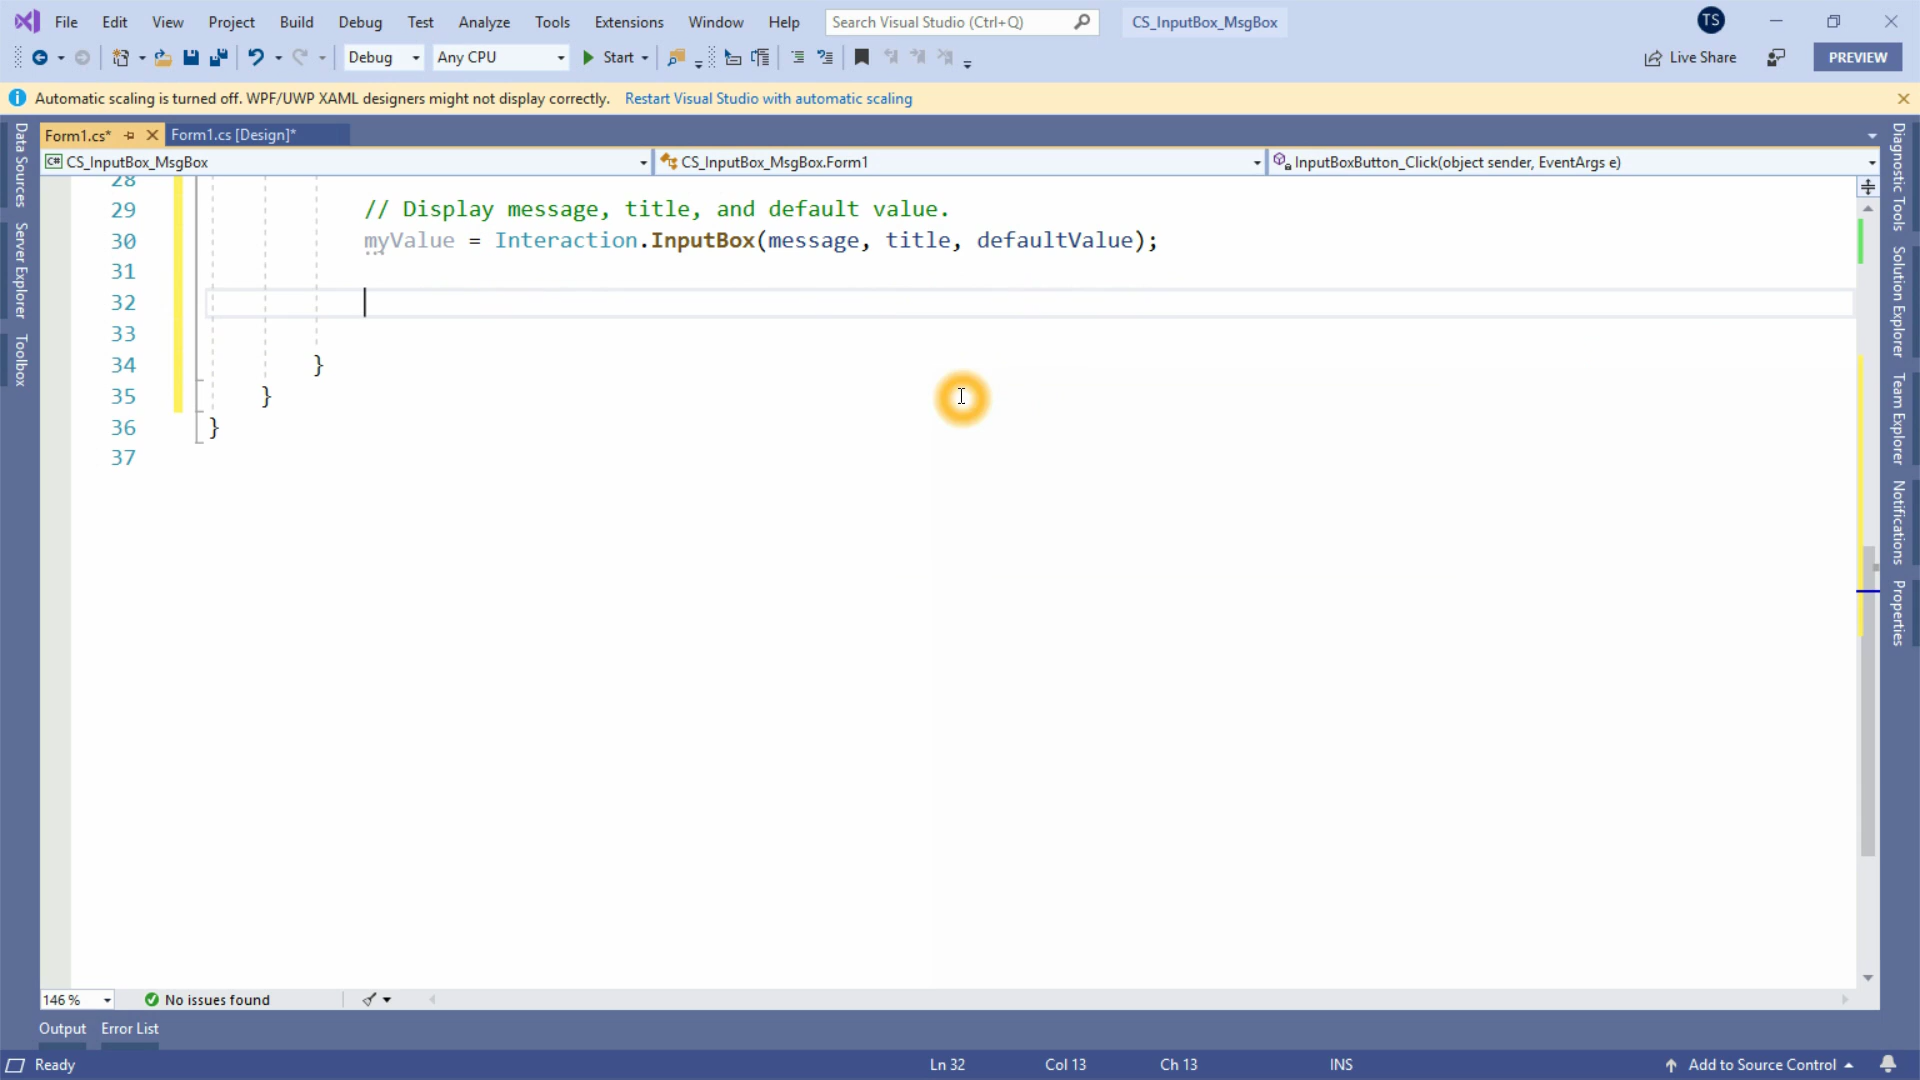 File Edit View Project Build Debug Test Analyze Tools Extensions Window Help Search Visual Studio (Ctrl+Q) CS_InputBox_MsgBox TS
Debug Any CPU Start Live Share PREVIEW
Automatic scaling is turned off. WPF/UWP XAML designers might not display correctly. Restart Visual Studio with automatic scaling
Form1.cs* Form1.cs [Design]*
C# CS_InputBox_MsgBox CS_InputBox_MsgBox.Form1 InputBoxButton_Click(object sender, EventArgs e)
28
29 // Display message, title, and default value.
30 myValue = Interaction.InputBox(message, title, defaultValue);
31
32
33
34 }
35 }
36 }
37
Data Sources
Server Explorer
Toolbox
Diagnostic Tools
Solution Explorer
Team Explorer
Notifications
Properties
146 % No issues found
Output Error List
Ready Ln 32 Col 13 Ch 13 INS Add to Source Control